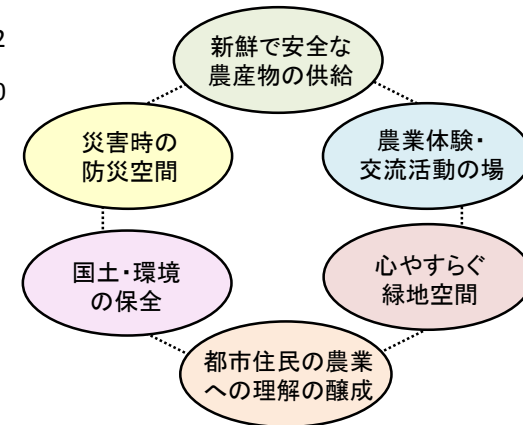 2
0
新鮮で安全な
農産物の供給
災害時の
防災空間
農業体験・
交流活動の場
国土・環境
の保全
心やすらぐ
緑地空間
都市住民の農業
への理解の醸成